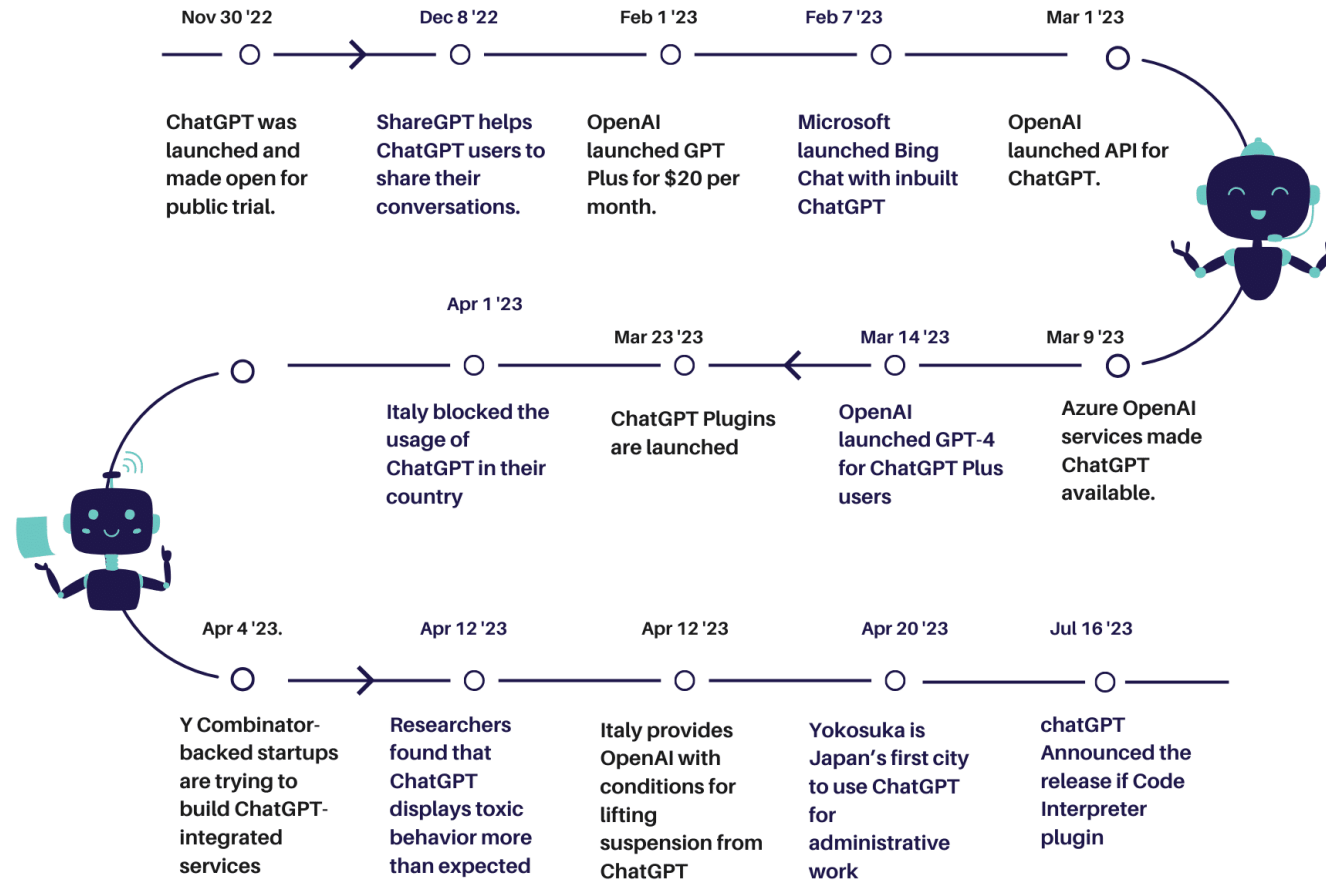 Nov 30 '22
ChatGPT was
launched and
made open for
public trial.
Dec 8 '22
ShareGPT helps
ChatGPT users to
share their
conversations.
Feb 1 '23
OpenAI
launched GPT
Plus for $20 per
month.
Feb 7 '23
Microsoft
launched Bing
Chat with inbuilt
ChatGPT
Mar 1 '23
OpenAI
launched API for
ChatGPT.
Mar 9 '23
Azure OpenAI
services made
ChatGPT
available.
Mar 14 '23
OpenAI
launched GPT-4
for ChatGPT Plus
users
Mar 23 '23
ChatGPT Plugins
are launched
Apr 1 '23
Italy blocked the
usage of
ChatGPT in their
country
Apr 4 '23.
Y Combinator-
backed startups
are trying to
build ChatGPT-
integrated
services
Apr 12 '23
Researchers
found that
ChatGPT
displays toxic
behavior more
than expected
Apr 12 '23
Italy provides
OpenAI with
conditions for
lifting
suspension from
ChatGPT
Apr 20 '23
Yokosuka is
Japan’s first city
to use ChatGPT
for
administrative
work
Jul 16 '23
chatGPT
Announced the
release if Code
Interpreter
plugin